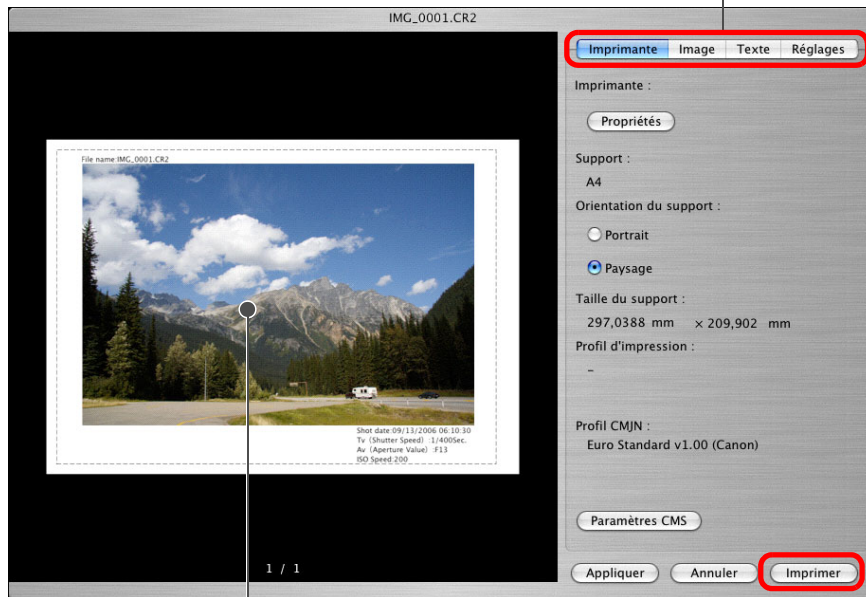 IMG_0001.CR2
File name:IMG_0001.CR2
Shot date:09/13/2006 06:10:30
Tv (Shutter Speed) :1/400Sec.
Av (Aperture Value) :F13
ISO Speed:200
1 / 1
Imprimante Image Texte Réglages
Imprimante :
Propriétés
Support :
A4
Orientation du support :
Portrait
Paysage
Taille du support :
297,0388 mm × 209,902 mm
Profil d'impression :
–
Profil CMJN :
Euro Standard v1.00 (Canon)
Paramètres CMS
Appliquer Annuler Imprimer